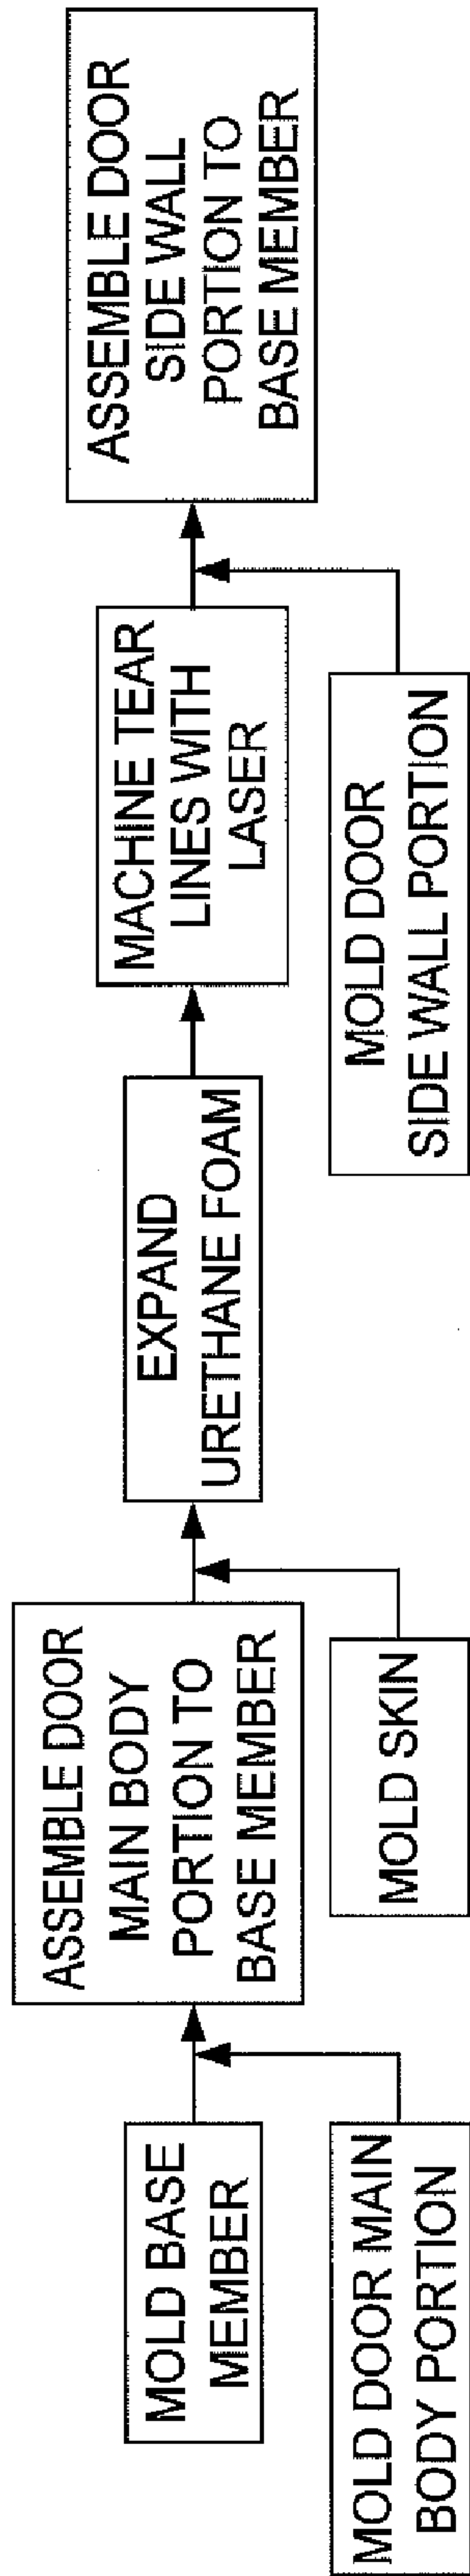 MOLD BASE
MEMBER
MOLD DOOR MAIN
BODY PORTION
ASSEMBLE DOOR
MAIN BODY
PORTION TO
BASE MEMBER
MOLD SKIN
EXPAND
URETHANE FOAM
MACHINE TEAR
LINES WITH
LASER
MOLD DOOR
SIDE WALL PORTION
ASSEMBLE DOOR
SIDE WALL
PORTION TO
BASE MEMBER